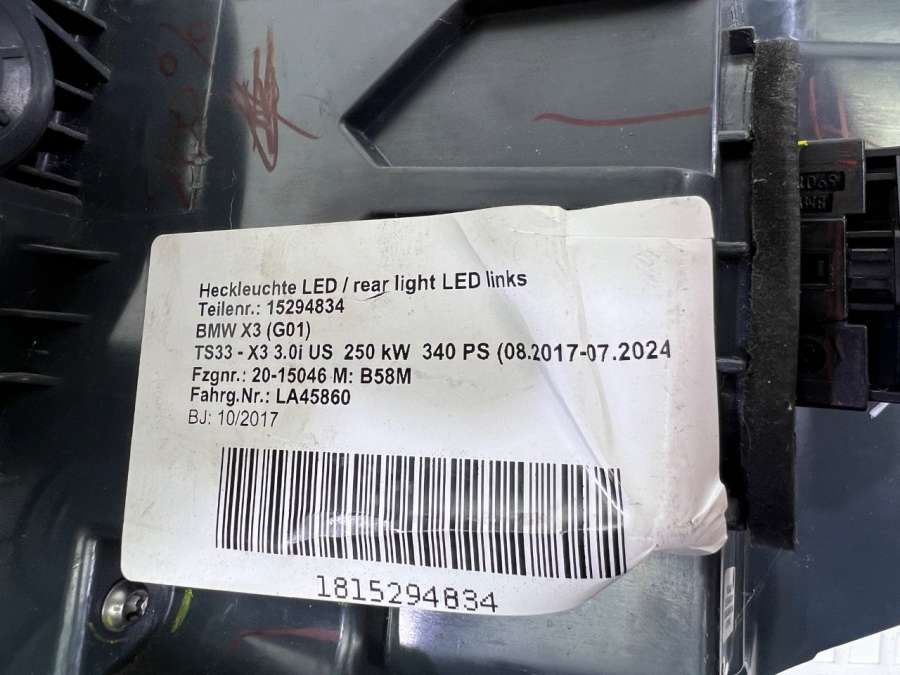 Heckleuchte LED / rear light LED links
Teilenr.: 15294834
BMW X3 (G01)
TS33 - X3 3.0i US 250 kW 340 PS (08.2017-07.2024
Fzgnr.: 20-15046 M: B58M
Fahrg.Nr.: LA45860
BJ: 10/2017
1815294834